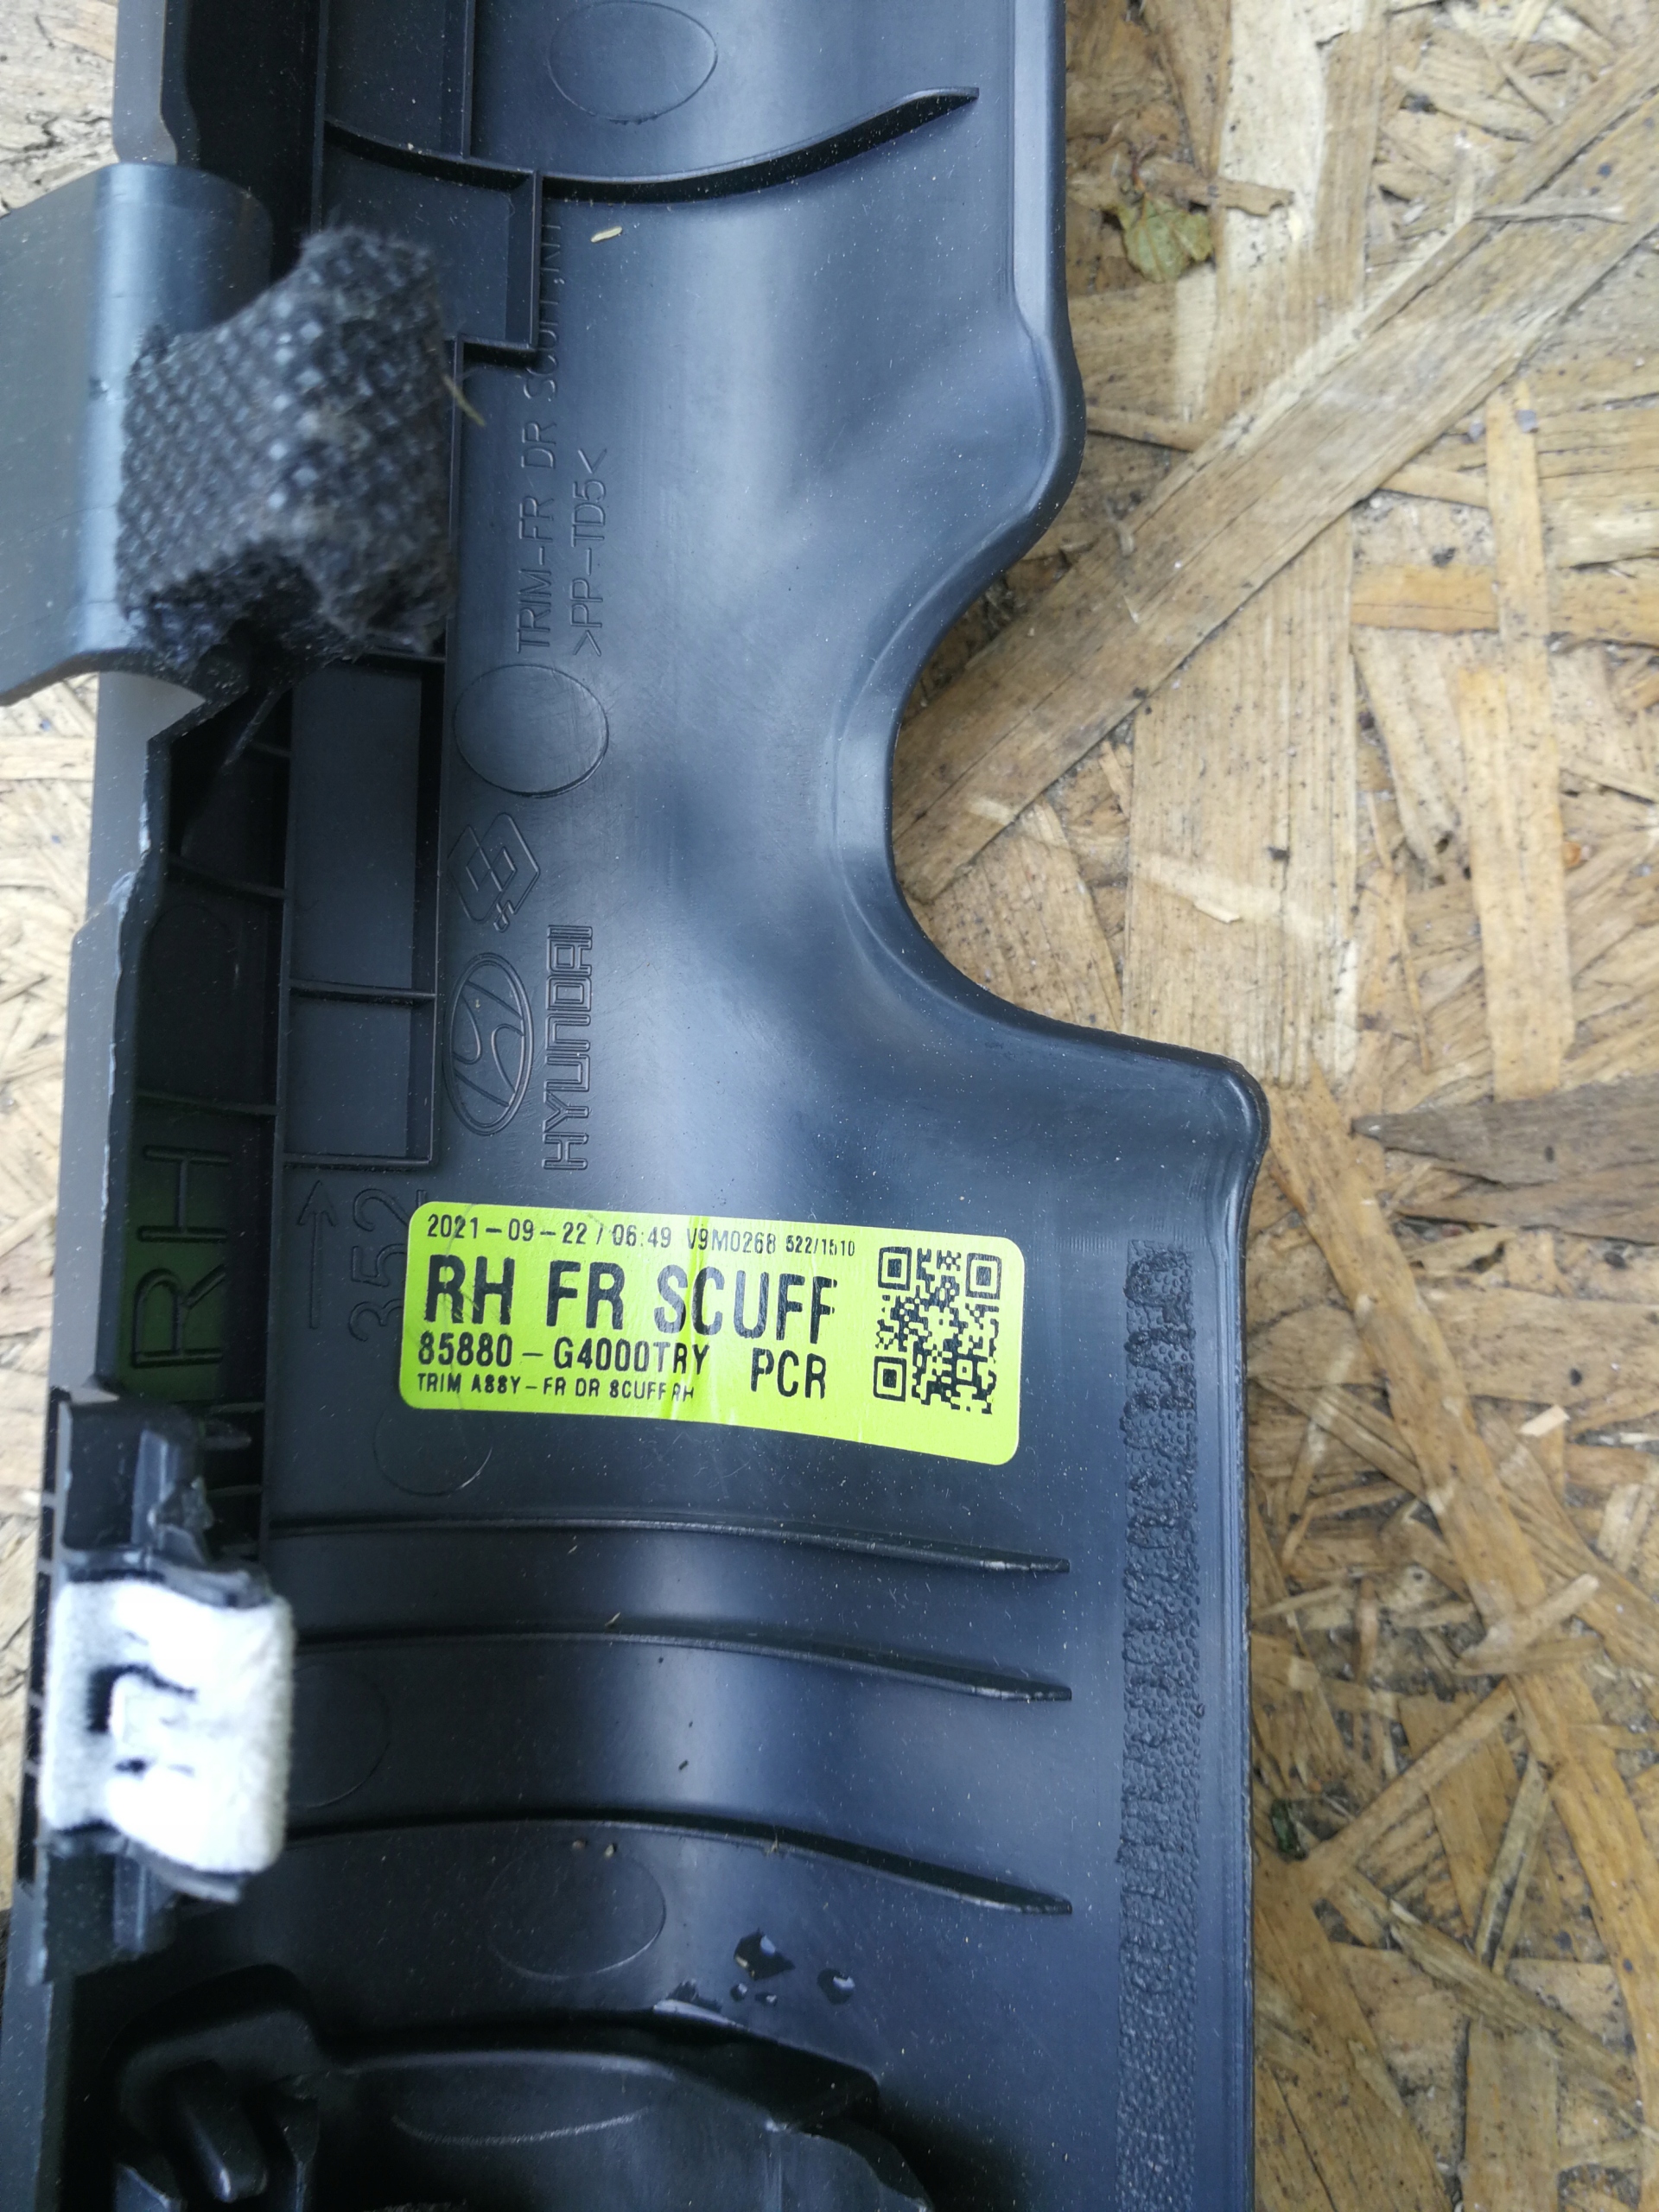 TRIM-FR DR SCUFF,RH
>PP-TD5<
HYUNDAI
RH
352
2021-09-22 / 06:49 V9M0268 522/1510
RH FR SCUFF
85880-G4000TRY PCR
TRIM ASSY-FR DR SCUFF RH